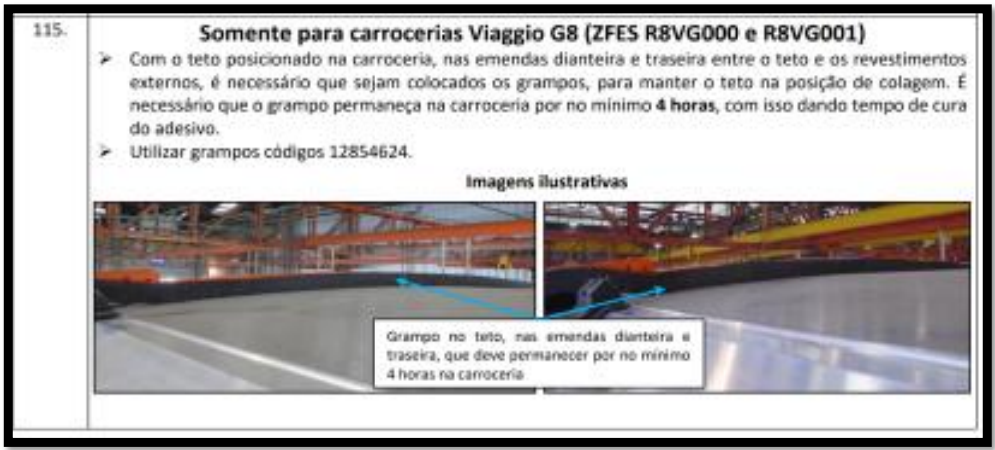 115.
Somente para carrocerias Viaggio G8 (ZFES R8VG000 e R8VG001)
➢ Com o teto posicionado na carroceria, nas emendas dianteira e traseira entre o teto e os revestimentos
externos, é necessário que sejam colocados os grampos, para manter o teto na posição de colagem. É
necessário que o grampo permaneça na carroceria por no mínimo 4 horas, com isso dando tempo de cura
do adesivo.
➢ Utilizar grampos códigos 12854624.
Imagens ilustrativas
Grampo no teto, nas emendas dianteira e
traseira, que deve permanecer por no mínimo
4 horas na carroceria